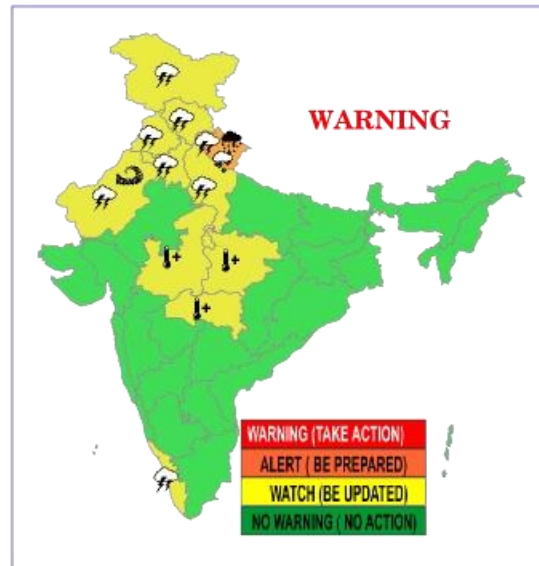 WARNING
WARNING (TAKE ACTION)
ALERT ( BE PREPARED)
WATCH (BE UPDATED)
NO WARNING ( NO ACTION)